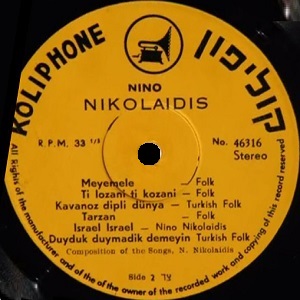 KOLIPHONE
קוליפון
NINO
NIKOLAIDIS
R.P.M. 33 1/3
No. 46316
Stereo
Meyemele – Folk
Ti lozani ti kozani – Folk
Kavanoz dipli dünya – Turkish Folk
Tarzan – Folk
Israel Israel – Nino Nikolaidis
Duyduk duymadik demeyin Turkish Folk
Composition of the Songs, N. Nikolaidis
Side 2 צד
All Rights of the manufacturer, and of the owner of the recorded work and copying of this record reserved